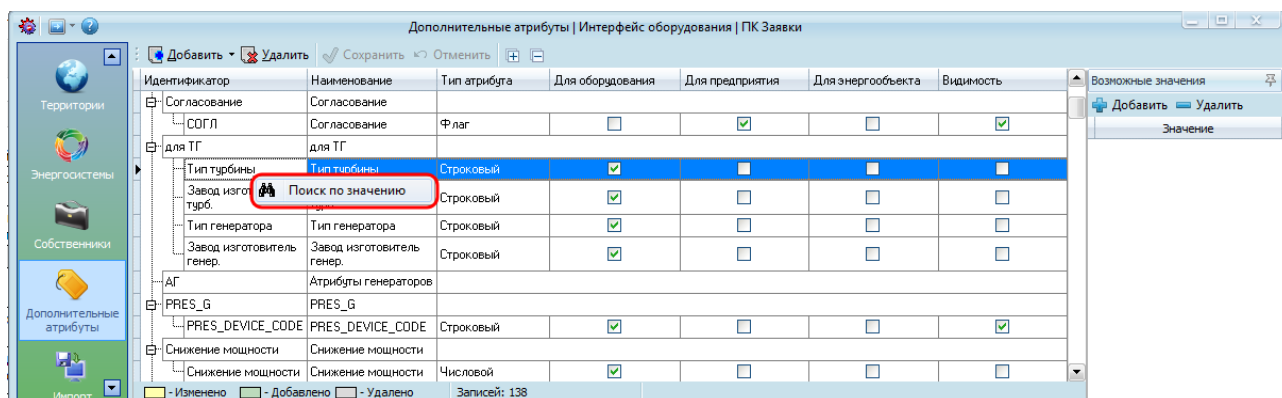 Дополнительные атрибуты | Интерфейс оборудования | ПК Заявки
Добавить Удалить Сохранить Отменить
Идентификатор Наименование Тип атрибута Для оборудования Для предприятия Для энергообъекта Видимость
Возможные значения
Добавить Удалить
Значение
Территории
Энергосистемы
Собственники
Дополнительные
атрибуты
Импорт
Согласование Согласование
СОГЛ Согласование Флаг
для ТГ для ТГ
Тип турбины Тип турбины Строковый
Поиск по значению
Завод изгот
турб. турб. Строковый
Тип генератора Тип генератора Строковый
Завод изготовитель Завод изготовитель
генер. генер. Строковый
АГ Атрибуты генераторов
PRES_G PRES_G
PRES_DEVICE_CODE PRES_DEVICE_CODE Строковый
Снижение мощности Снижение мощности
Снижение мощности Снижение мощности Числовой
- Изменено - Добавлено - Удалено Записей: 138